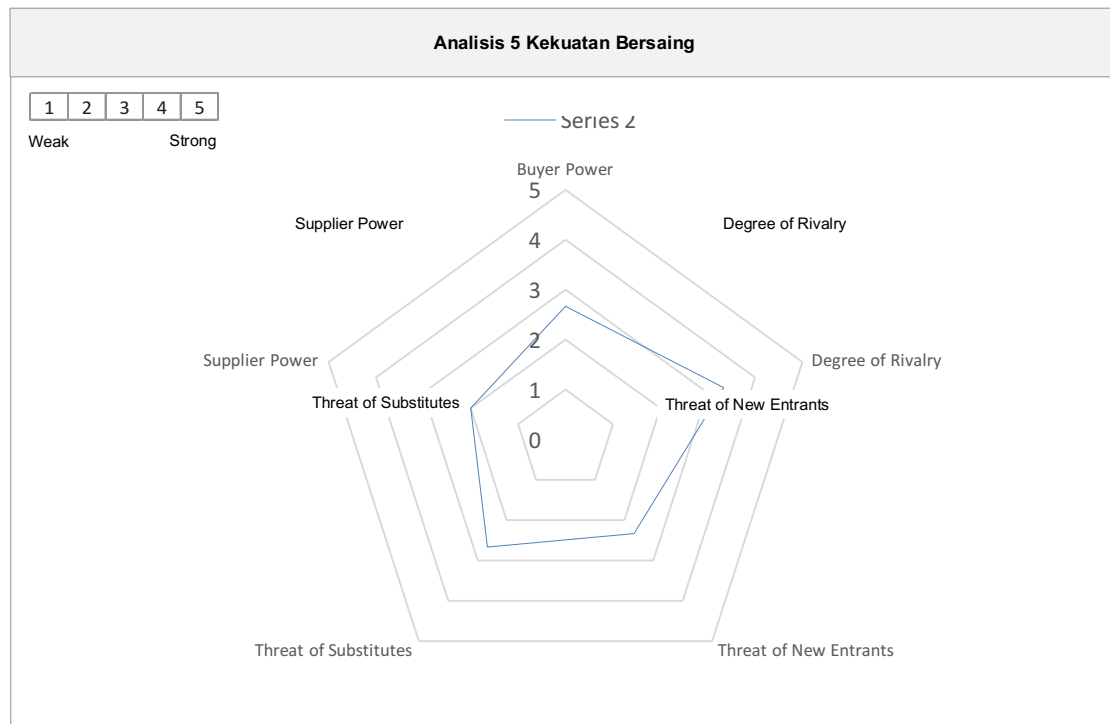 Analisis 5 Kekuatan Bersaing
1 2 3 4 5
Weak Strong
Series 2
Buyer Power
5
Supplier Power Degree of Rivalry
4
3
2
Supplier Power Degree of Rivalry
1
Threat of Substitutes Threat of New Entrants
0
Threat of Substitutes Threat of New Entrants